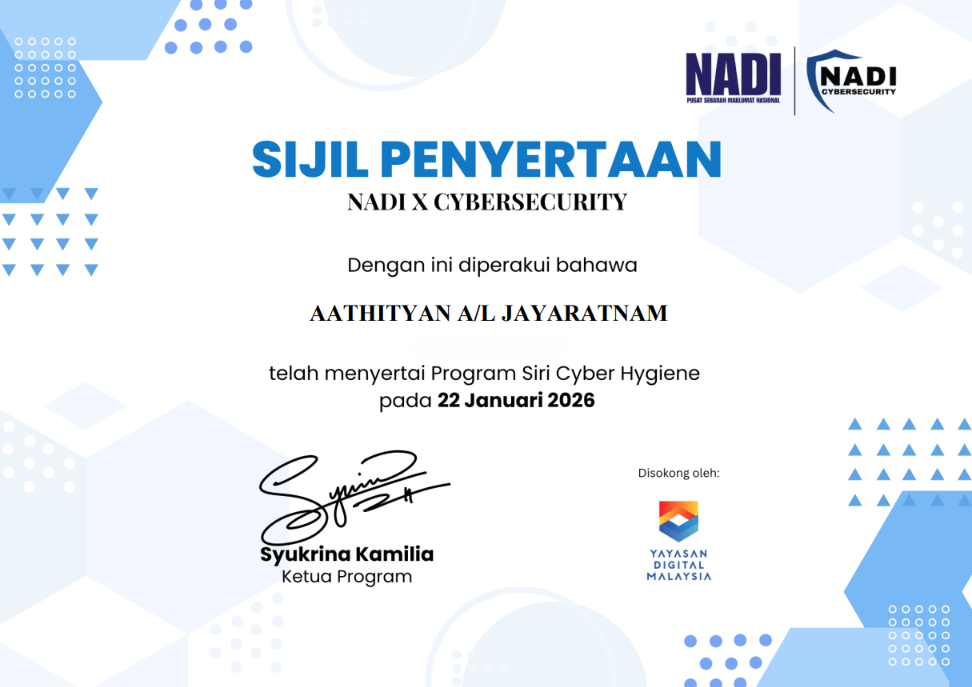 NADI
PUSAT SEBARAN MAKLUMAT NASIONAL
NADI
CYBERSECURITY
SIJIL PENYERTAAN
NADI X CYBERSECURITY
Dengan ini diperakui bahawa
AATHITYAN A/L JAYARATNAM
telah menyertai Program Siri Cyber Hygiene
pada 22 Januari 2026
Disokong oleh:
Syukrina Kamilia
Ketua Program
YAYASAN
DIGITAL
MALAYSIA